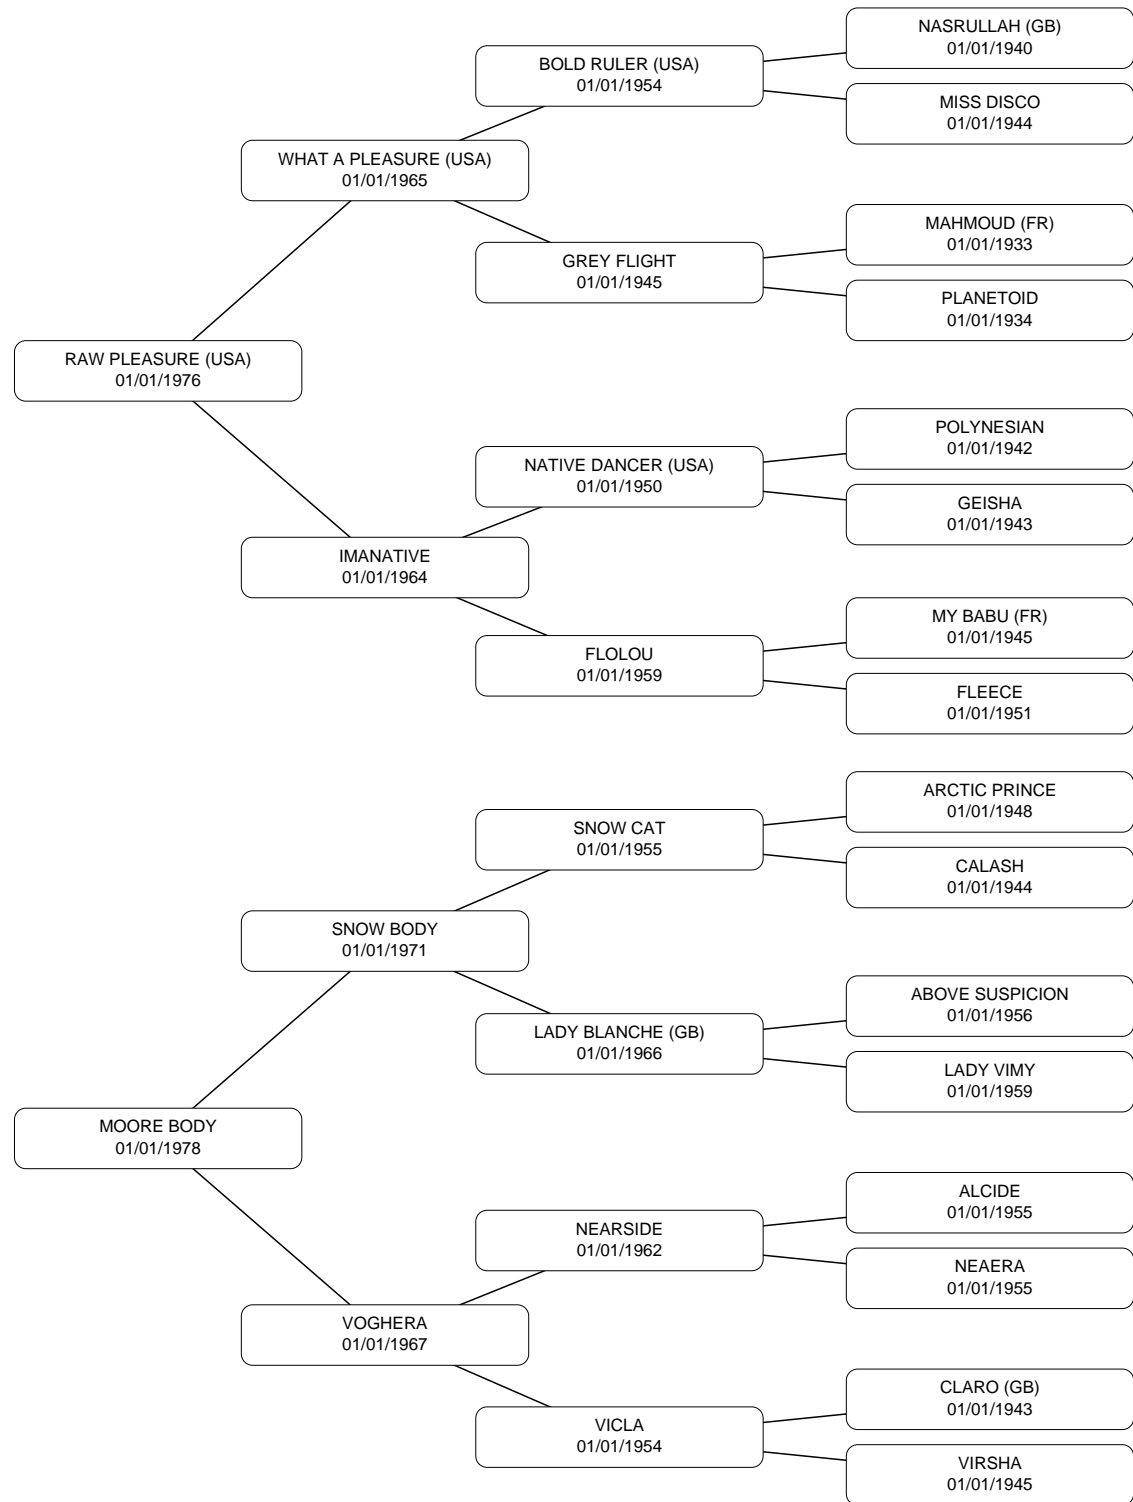 NASRULLAH (GB)
01/01/1940
BOLD RULER (USA)
01/01/1954
MISS DISCO
01/01/1944
WHAT A PLEASURE (USA)
01/01/1965
MAHMOUD (FR)
01/01/1933
GREY FLIGHT
01/01/1945
PLANETOID
01/01/1934
RAW PLEASURE (USA)
01/01/1976
POLYNESIAN
01/01/1942
NATIVE DANCER (USA)
01/01/1950
GEISHA
01/01/1943
IMANATIVE
01/01/1964
MY BABU (FR)
01/01/1945
FLOLOU
01/01/1959
FLEECE
01/01/1951
ARCTIC PRINCE
01/01/1948
SNOW CAT
01/01/1955
CALASH
01/01/1944
SNOW BODY
01/01/1971
ABOVE SUSPICION
01/01/1956
LADY BLANCHE (GB)
01/01/1966
LADY VIMY
01/01/1959
MOORE BODY
01/01/1978
ALCIDE
01/01/1955
NEARSIDE
01/01/1962
NEAERA
01/01/1955
VOGHERA
01/01/1967
CLARO (GB)
01/01/1943
VICLA
01/01/1954
VIRSHA
01/01/1945